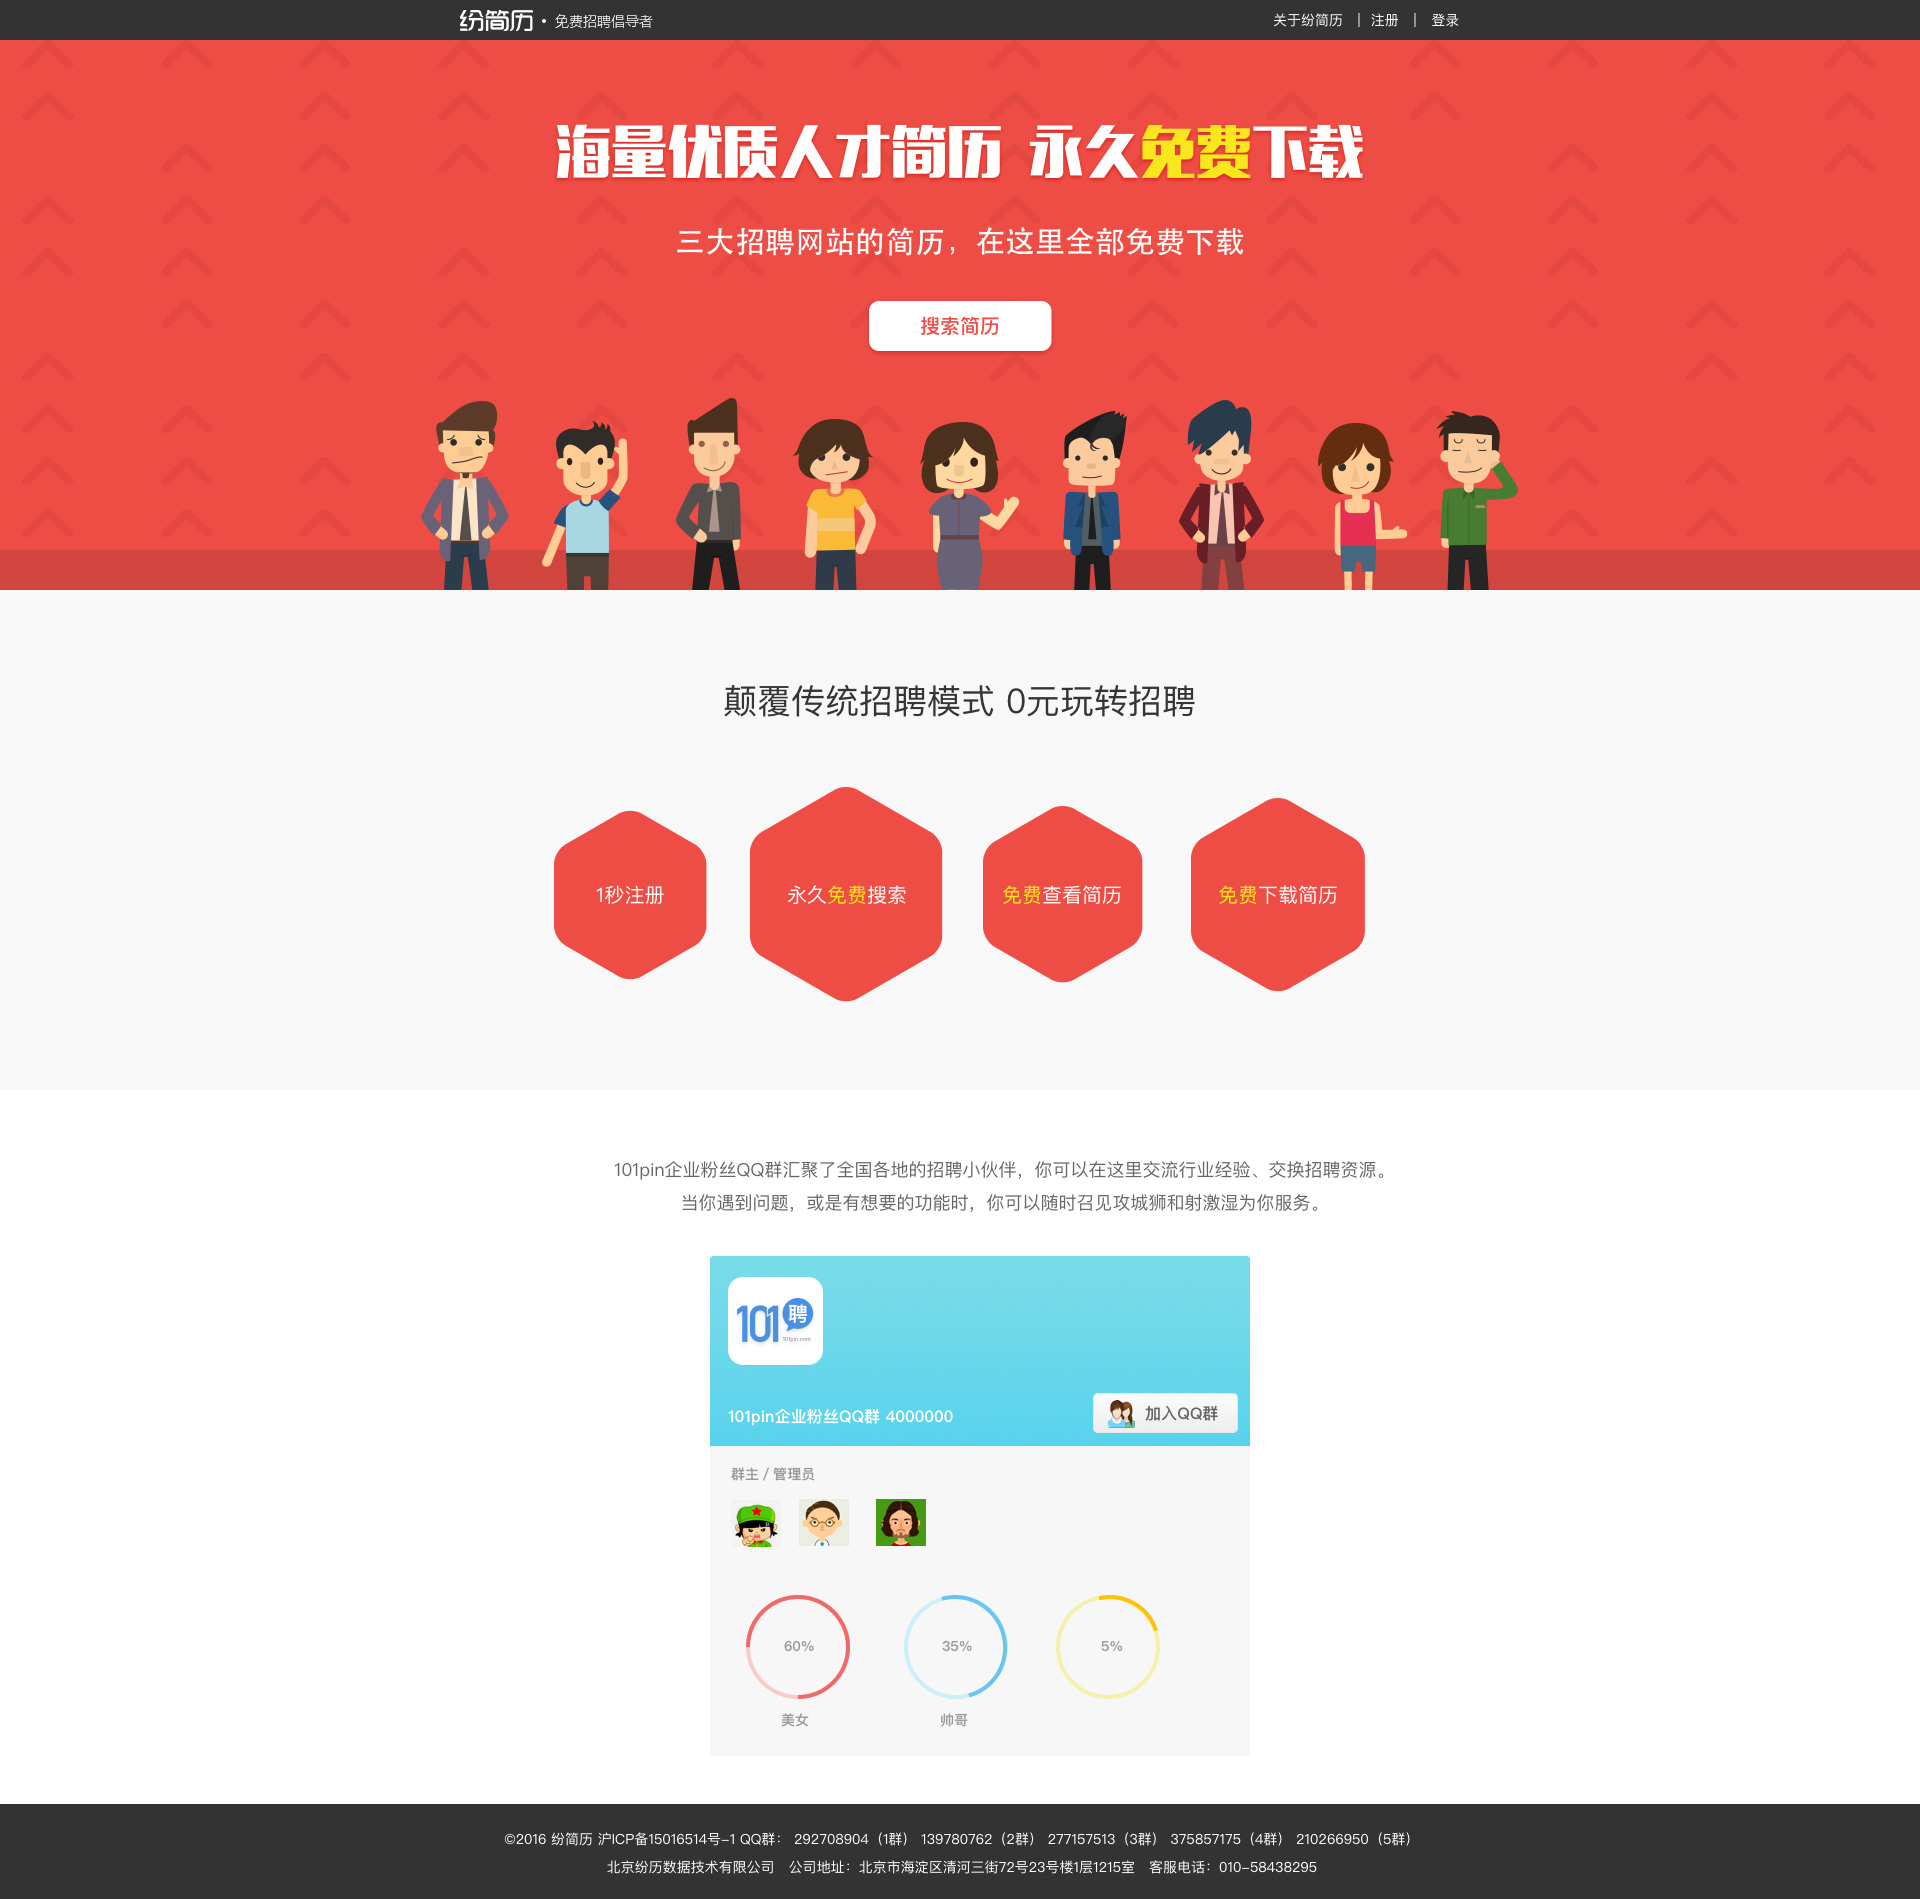 纷简历 · 免费招聘倡导者
关于纷简历 | 注册 | 登录
海量优质人才简历 永久免费下载
三大招聘网站的简历，在这里全部免费下载
搜索简历
颠覆传统招聘模式 0元玩转招聘
1秒注册
永久免费搜索
免费查看简历
免费下载简历
101pin企业粉丝QQ群汇聚了全国各地的招聘小伙伴，你可以在这里交流行业经验、交换招聘资源。
当你遇到问题，或是有想要的功能时，你可以随时召见攻城狮和射激湿为你服务。
101聘
101pin.com
101pin企业粉丝QQ群 4000000
加入QQ群
群主 / 管理员
60%
35%
5%
美女
帅哥
©2016 纷简历 沪ICP备15016514号-1 QQ群： 292708904（1群） 139780762（2群） 277157513（3群） 375857175（4群） 210266950（5群）
北京纷历数据技术有限公司 公司地址：北京市海淀区清河三街72号23号楼1层1215室 客服电话：010-58438295